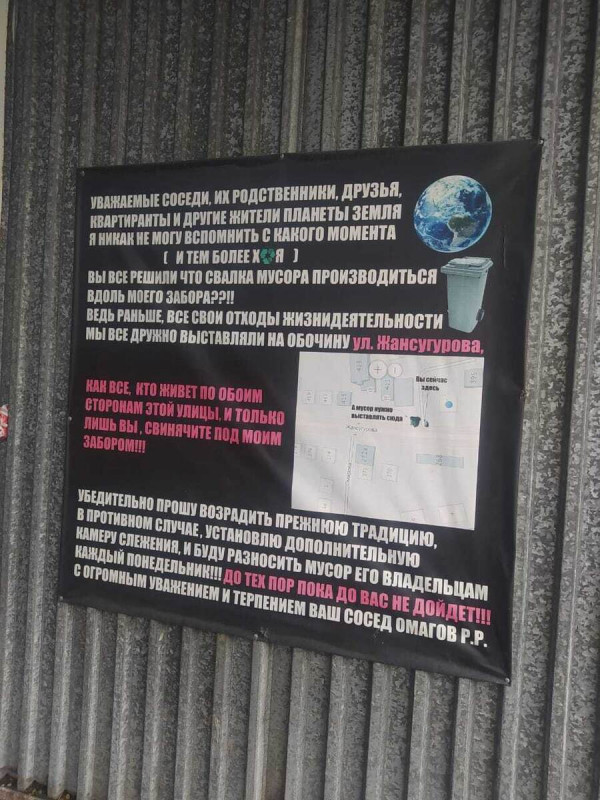 УВАЖАЕМЫЕ СОСЕДИ, ИХ РОДСТВЕННИКИ, ДРУЗЬЯ,
КВАРТИРАНТЫ И ДРУГИЕ ЖИТЕЛИ ПЛАНЕТЫ ЗЕМЛЯ
Я НИКАК НЕ МОГУ ВСПОМНИТЬ С КАКОГО МОМЕНТА
( И ТЕМ БОЛЕЕ Х Я )
ВЫ ВСЕ РЕШИЛИ ЧТО СВАЛКА МУСОРА ПРОИЗВОДИТЬСЯ
ВДОЛЬ МОЕГО ЗАБОРА??!!
ВЕДЬ РАНЬШЕ, ВСЕ СВОИ ОТХОДЫ ЖИЗНИДЕЯТЕЛЬНОСТИ
МЫ ВСЕ ДРУЖНО ВЫСТАВЛЯЛИ НА ОБОЧИНУ ул. Жансугурова,
КАК ВСЕ, КТО ЖИВЕТ ПО ОБОИМ
СТОРОНАМ ЭТОЙ УЛИЦЫ. И ТОЛЬКО
ЛИШЬ ВЫ, СВИНЯЧИТЕ ПОД МОИМ
ЗАБОРОМ!!!
Вы сейчас
здесь
А мусор нужно
выставлять сюда
УБЕДИТЕЛЬНО ПРОШУ ВОЗРАДИТЬ ПРЕЖНЮЮ ТРАДИЦИЮ,
В ПРОТИВНОМ СЛУЧАЕ, УСТАНОВЛЮ ДОПОЛНИТЕЛЬНУЮ
КАМЕРУ СЛЕЖЕНИЯ, И БУДУ РАЗНОСИТЬ МУСОР ЕГО ВЛАДЕЛЬЦАМ
КАЖДЫЙ ПОНЕДЕЛЬНИК!!! ДО ТЕХ ПОР ПОКА ДО ВАС НЕ ДОЙДЕТ!!!
С ОГРОМНЫМ УВАЖЕНИЕМ И ТЕРПЕНИЕМ ВАШ СОСЕД ОМАГОВ Р.Р.